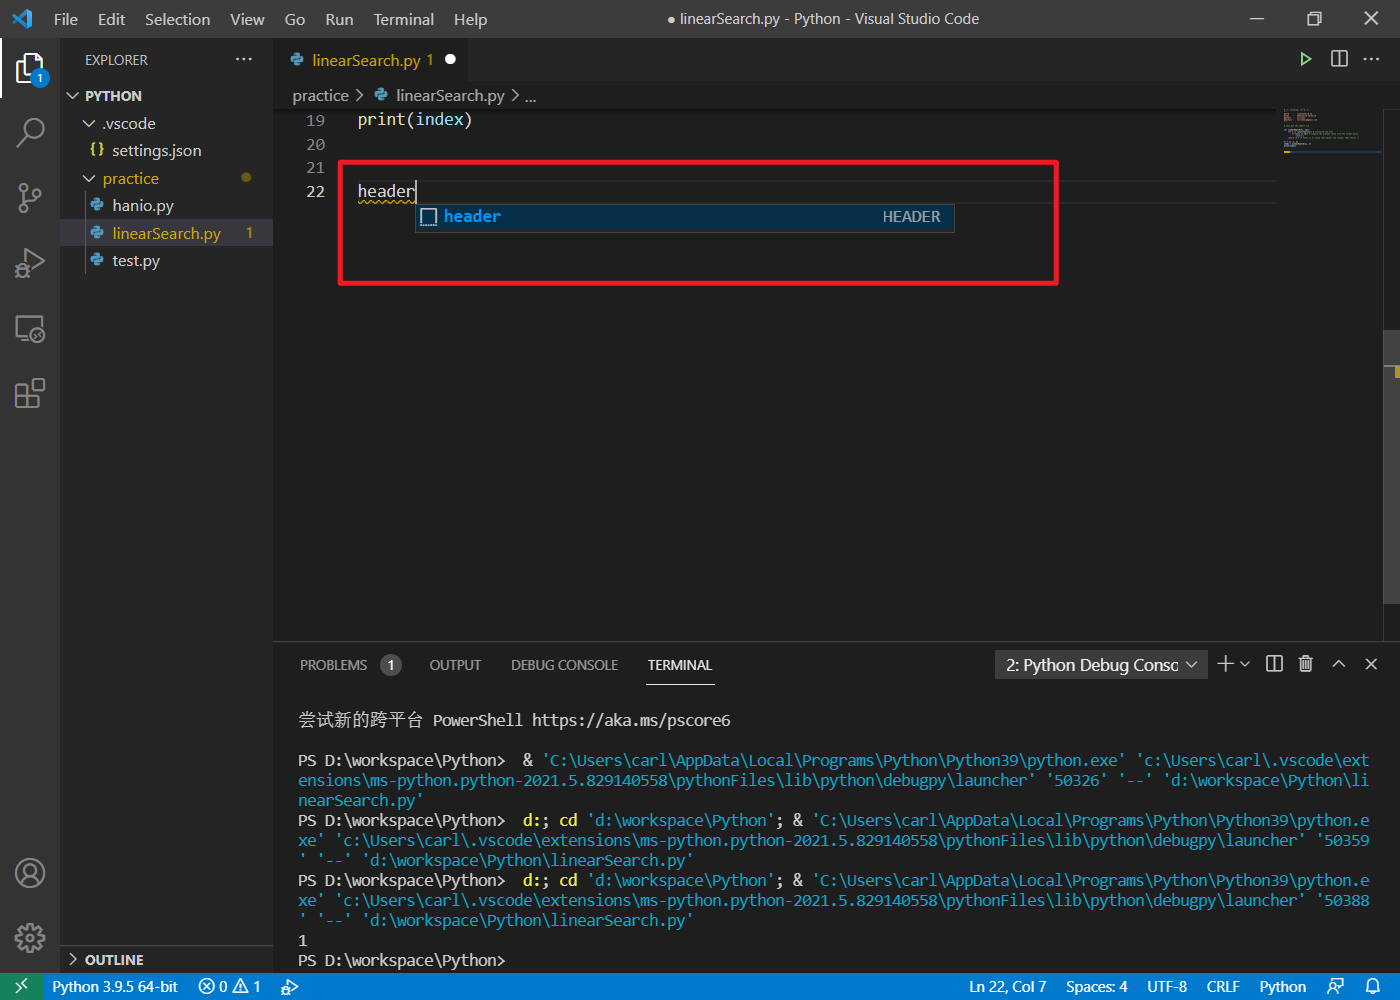 File Edit Selection View Go Run Terminal Help
● linearSearch.py - Python - Visual Studio Code
1
EXPLORER
PYTHON
.vscode
{} settings.json
practice
hanio.py
linearSearch.py 1
test.py
OUTLINE
linearSearch.py 1
practice > linearSearch.py > ...
19 print(index)
20
21
22 header
header HEADER
PROBLEMS 1 OUTPUT DEBUG CONSOLE TERMINAL
2: Python Debug Conso
尝试新的跨平台 PowerShell https://aka.ms/pscore6
PS D:\workspace\Python>  & 'C:\Users\carl\AppData\Local\Programs\Python\Python39\python.exe' 'c:\Users\carl\.vscode\ext
ensions\ms-python.python-2021.5.829140558\pythonFiles\lib\python\debugpy\launcher' '50326' '--' 'd:\workspace\Python\li
nearSearch.py'
PS D:\workspace\Python>  d:; cd 'd:\workspace\Python'; & 'C:\Users\carl\AppData\Local\Programs\Python\Python39\python.e
xe' 'c:\Users\carl\.vscode\extensions\ms-python.python-2021.5.829140558\pythonFiles\lib\python\debugpy\launcher' '50359
' '--' 'd:\workspace\Python\linearSearch.py'
PS D:\workspace\Python>  d:; cd 'd:\workspace\Python'; & 'C:\Users\carl\AppData\Local\Programs\Python\Python39\python.e
xe' 'c:\Users\carl\.vscode\extensions\ms-python.python-2021.5.829140558\pythonFiles\lib\python\debugpy\launcher' '50388
' '--' 'd:\workspace\Python\linearSearch.py'
1
PS D:\workspace\Python>
Python 3.9.5 64-bit 0 1 Ln 22, Col 7 Spaces: 4 UTF-8 CRLF Python